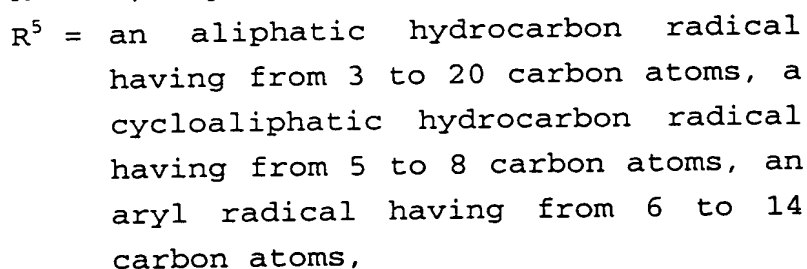 R⁵ = an aliphatic hydrocarbon radical
having from 3 to 20 carbon atoms, a
cycloaliphatic hydrocarbon radical
having from 5 to 8 carbon atoms, an
aryl radical having from 6 to 14
carbon atoms,